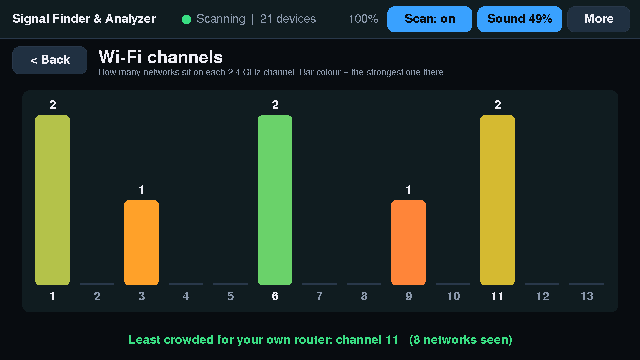 Signal Finder & Analyzer
Scanning | 21 devices
100%
Scan: on
Sound 49%
More
< Back
Wi-Fi channels
How many networks sit on each 2.4 GHz channel. Bar colour = the strongest one there.
2
2
2
1
1
1 2 3 4 5 6 7 8 9 10 11 12 13
Least crowded for your own router: channel 11 (8 networks seen)